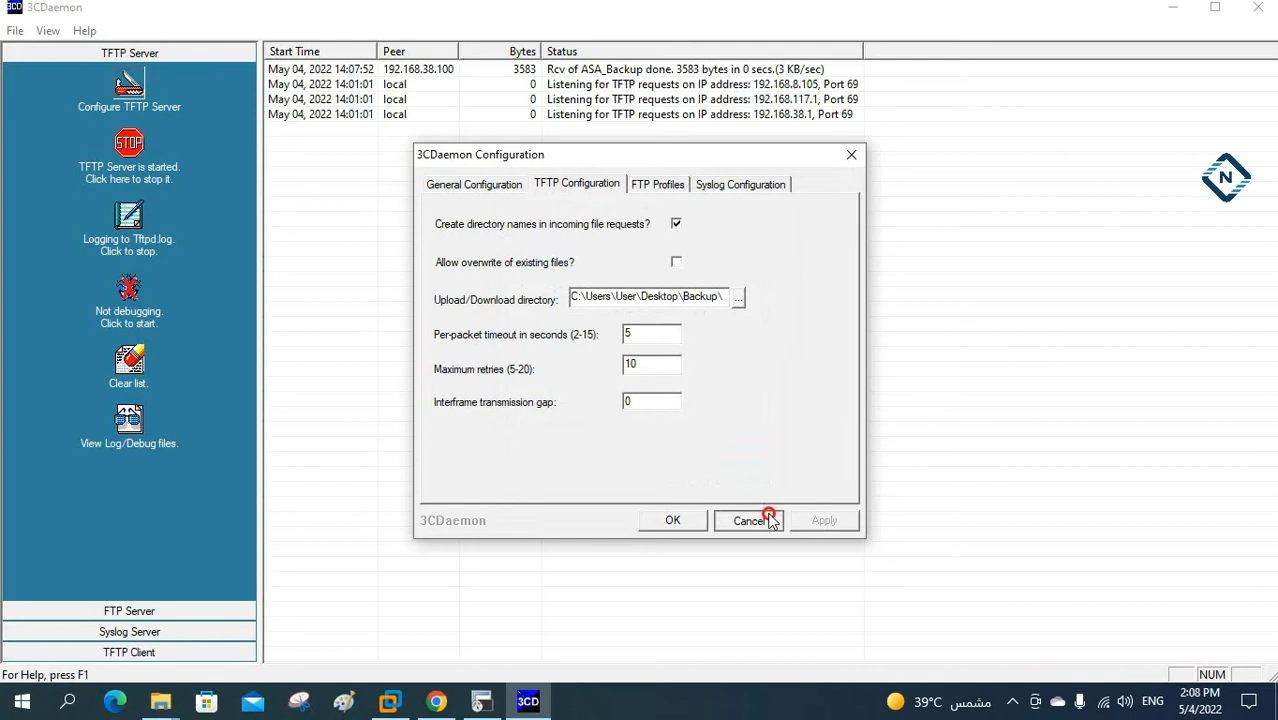 3CD 3CDaemon
File View Help
TFTP Server
Configure TFTP Server
STOP
TFTP Server is started.
Click here to stop it.
Logging to Tftpd.log.
Click to stop.
Not debugging.
Click to start.
Clear list.
View Log/Debug files.
FTP Server
Syslog Server
TFTP Client
Start Time Peer Bytes Status
May 04, 2022 14:07:52 192.168.38.100 3583 Rcv of ASA_Backup done. 3583 bytes in 0 secs.(3 KB/sec)
May 04, 2022 14:01:01 local 0 Listening for TFTP requests on IP address: 192.168.8.105, Port 69
May 04, 2022 14:01:01 local 0 Listening for TFTP requests on IP address: 192.168.117.1, Port 69
May 04, 2022 14:01:01 local 0 Listening for TFTP requests on IP address: 192.168.38.1, Port 69
3CDaemon Configuration
General Configuration TFTP Configuration FTP Profiles Syslog Configuration
Create directory names in incoming file requests?
Allow overwrite of existing files?
Upload/Download directory: C:\Users\User\Desktop\Backup\ ...
Per-packet timeout in seconds (2-15): 5
Maximum retries (5-20): 10
Interframe transmission gap: 0
3CDaemon OK Cancel Apply
N
For Help, press F1 NUM
3CD 39°C مشمس ENG 2:08 PM
5/4/2022